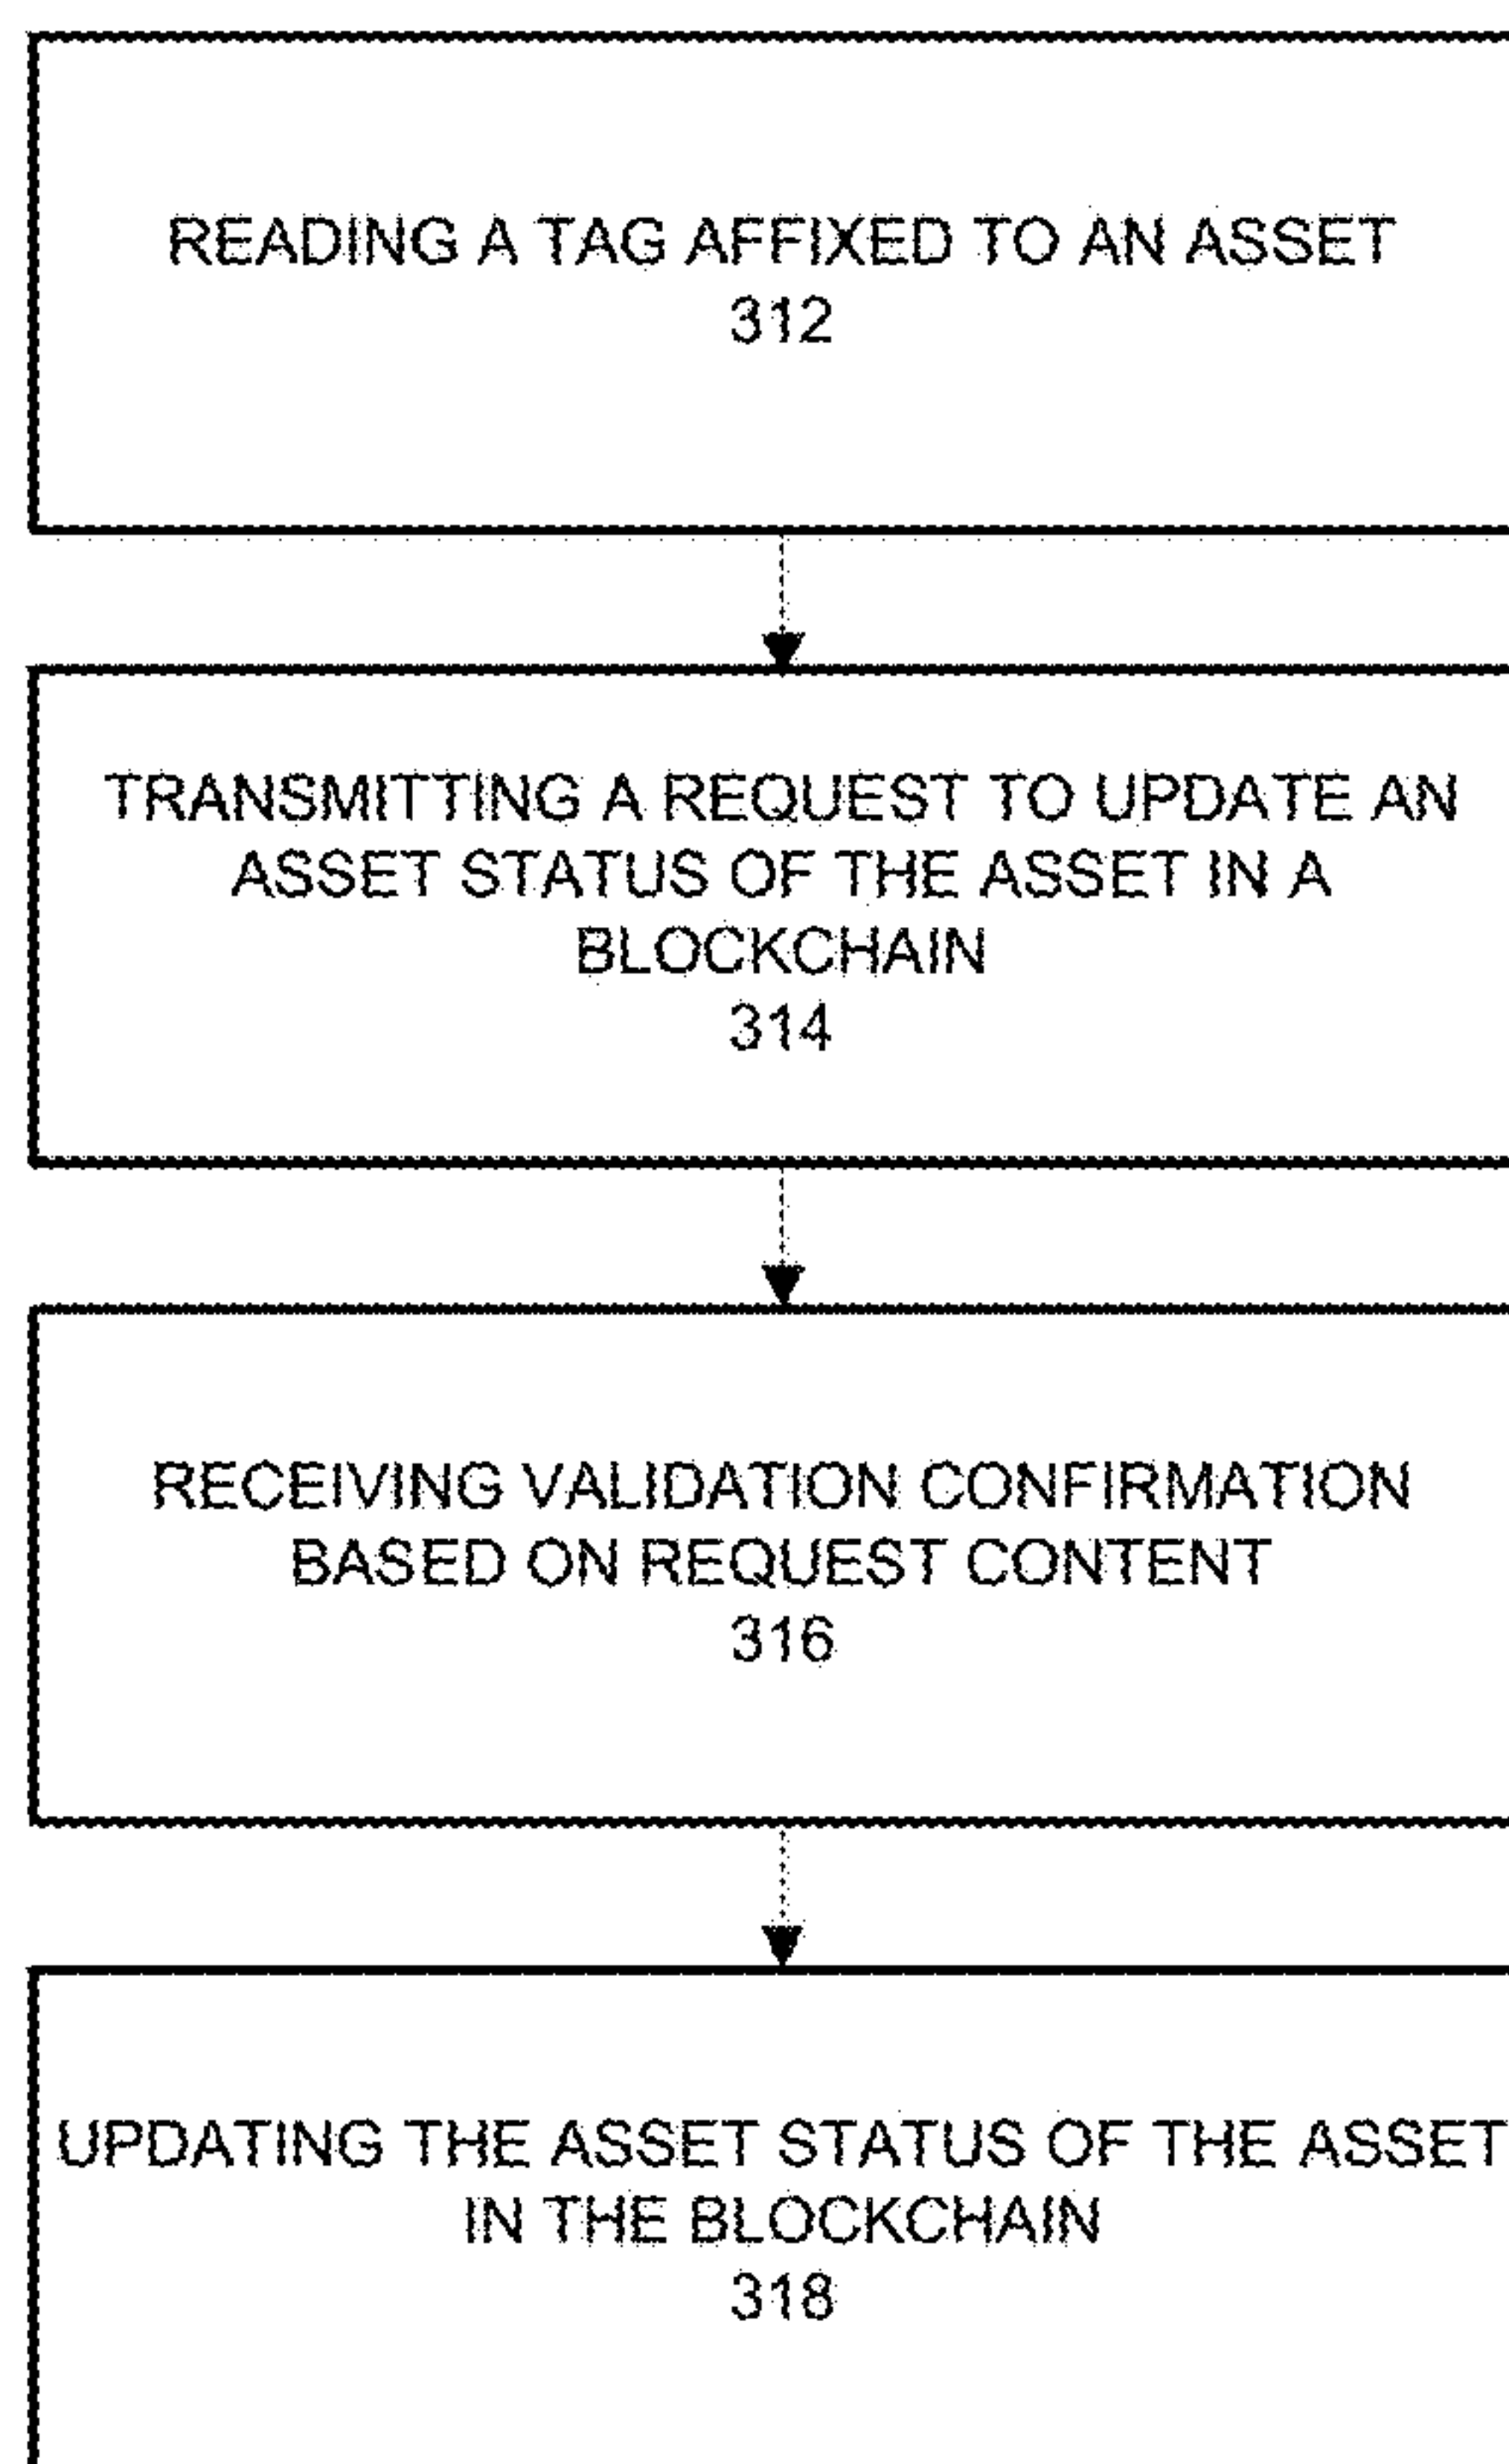 READING A TAG AFFIXED TO AN ASSET
312
TRANSMITTING A REQUEST TO UPDATE AN
ASSET STATUS OF THE ASSET IN A
BLOCKCHAIN
314
RECEIVING VALIDATION CONFIRMATION
BASED ON REQUEST CONTENT
316
UPDATING THE ASSET STATUS OF THE ASSET
IN THE BLOCKCHAIN
318